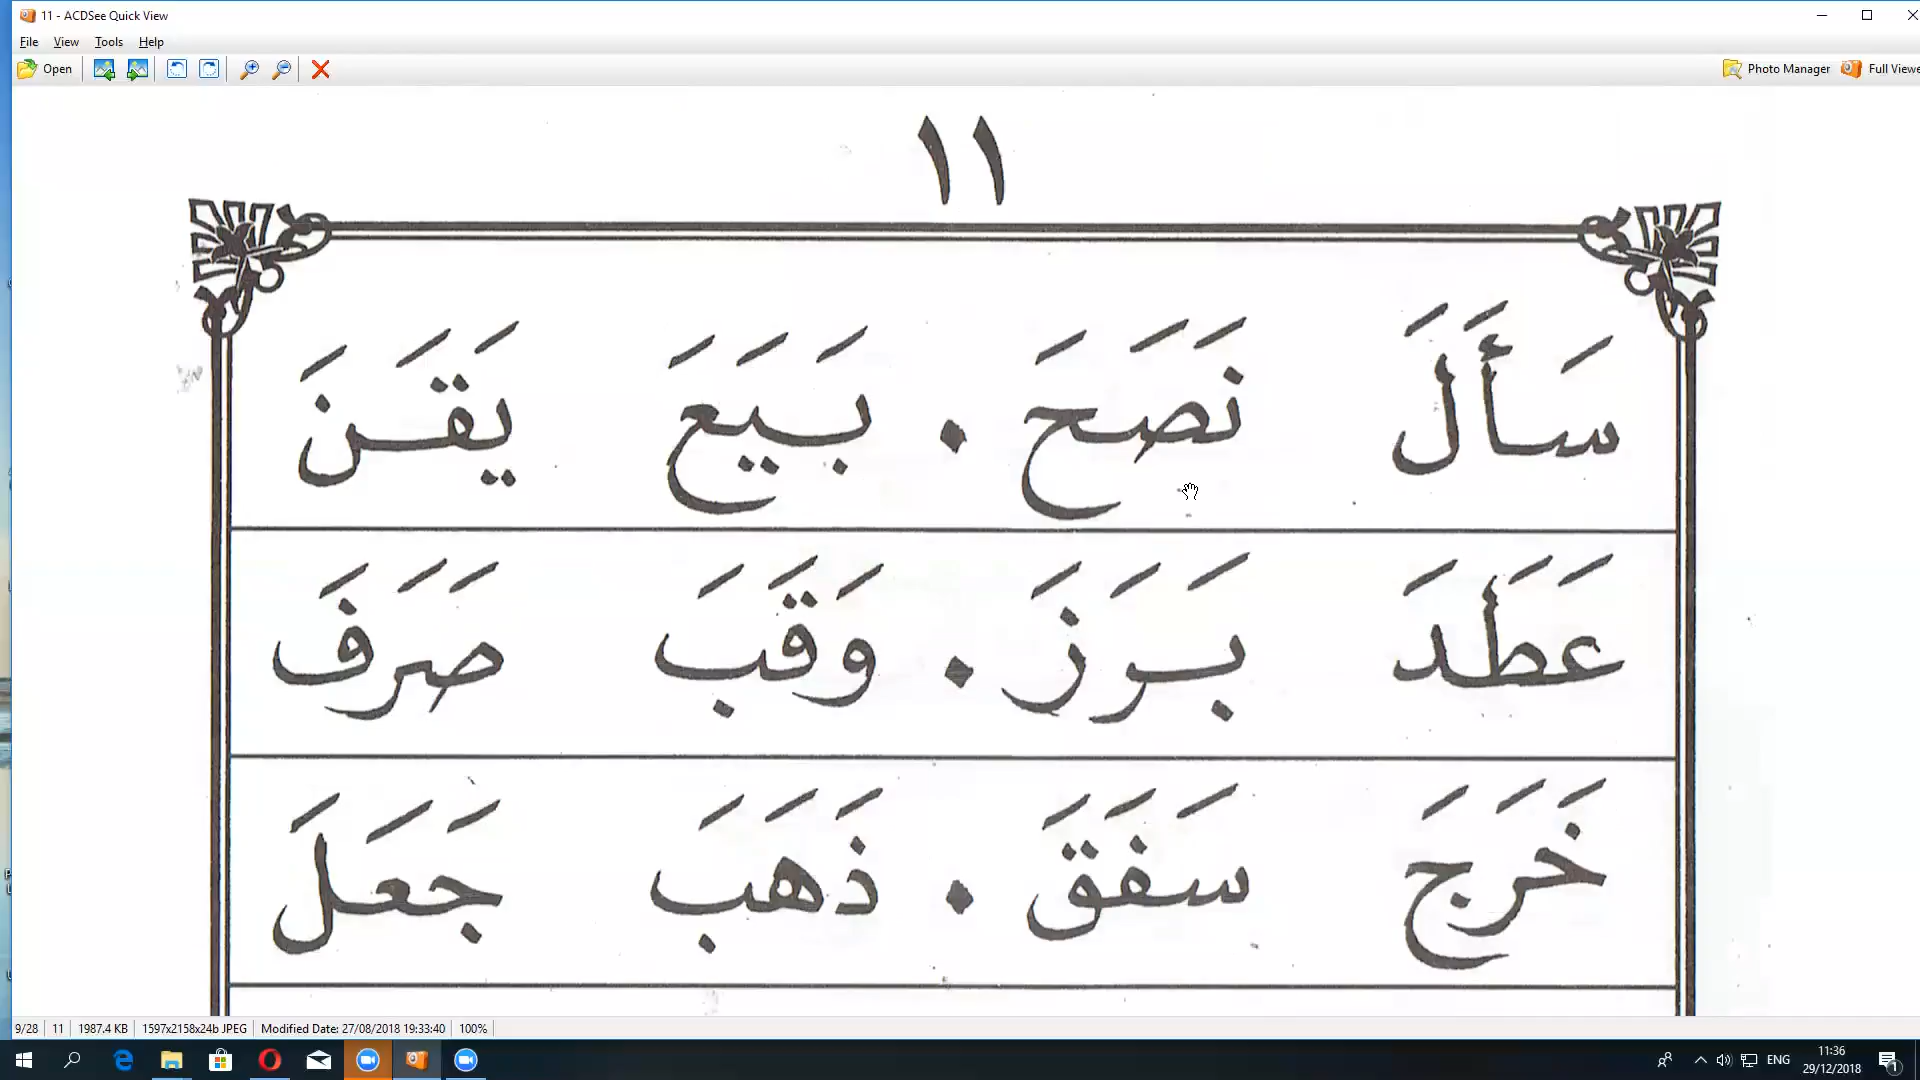 11 - ACDSee Quick View
File View Tools Help
Open Photo Manager Full Viewe
١١
سَأَلَ نَصَحَ . بَيَعَ يَقَنَ
عَطَدَ بَرَزَ . وَقَبَ صَرَفَ
خَرَجَ سَفَقَ . ذَهَبَ جَعَلَ
9/28 11 1987.4 KB 1597x2158x24b JPEG Modified Date: 27/08/2018 19:33:40 100%
ENG 11:36
29/12/2018
1